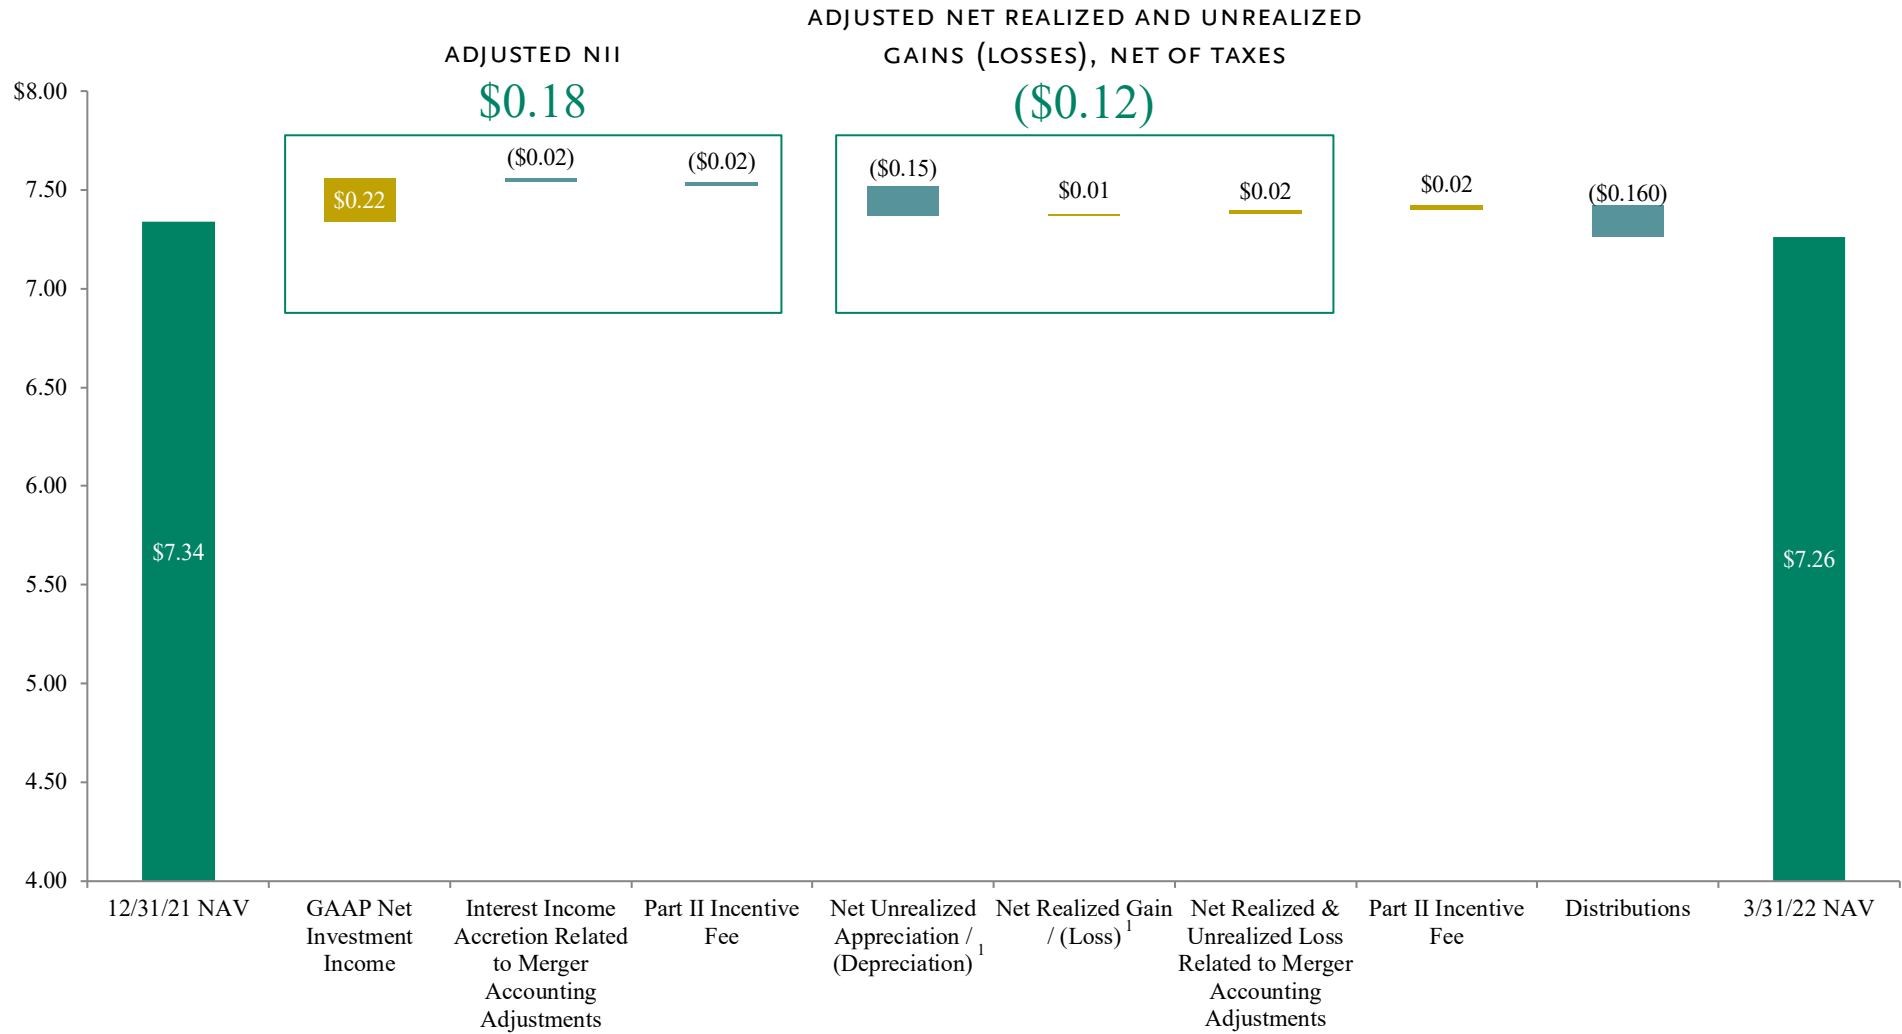 ADJUSTED NII
$0.18
ADJUSTED NET REALIZED AND UNREALIZED
GAINS (LOSSES), NET OF TAXES
($0.12)
$8.00
7.50
7.00
6.50
6.00
5.50
5.00
4.50
4.00
$7.34
$0.22
($0.02)
($0.02)
($0.15)
$0.01
$0.02
$0.02
($0.160)
$7.26
12/31/21 NAV
GAAP Net
Investment
Income
Interest Income
Accretion Related
to Merger
Accounting
Adjustments
Part II Incentive
Fee
Net Unrealized
Appreciation /
(Depreciation) 1
Net Realized Gain
/ (Loss) 1
Net Realized &
Unrealized Loss
Related to Merger
Accounting
Adjustments
Part II Incentive
Fee
Distributions
3/31/22 NAV